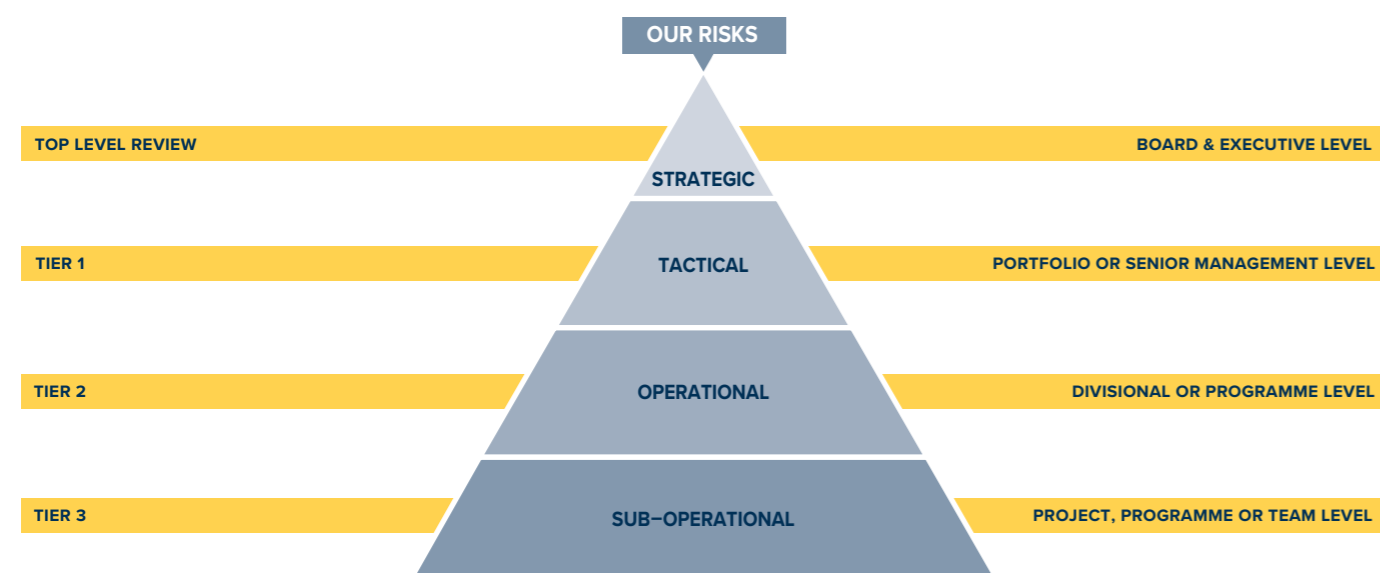 OUR RISKS
TOP LEVEL REVIEW
BOARD & EXECUTIVE LEVEL
STRATEGIC
TIER 1
TACTICAL
PORTFOLIO OR SENIOR MANAGEMENT LEVEL
TIER 2
OPERATIONAL
DIVISIONAL OR PROGRAMME LEVEL
TIER 3
SUB-OPERATIONAL
PROJECT, PROGRAMME OR TEAM LEVEL